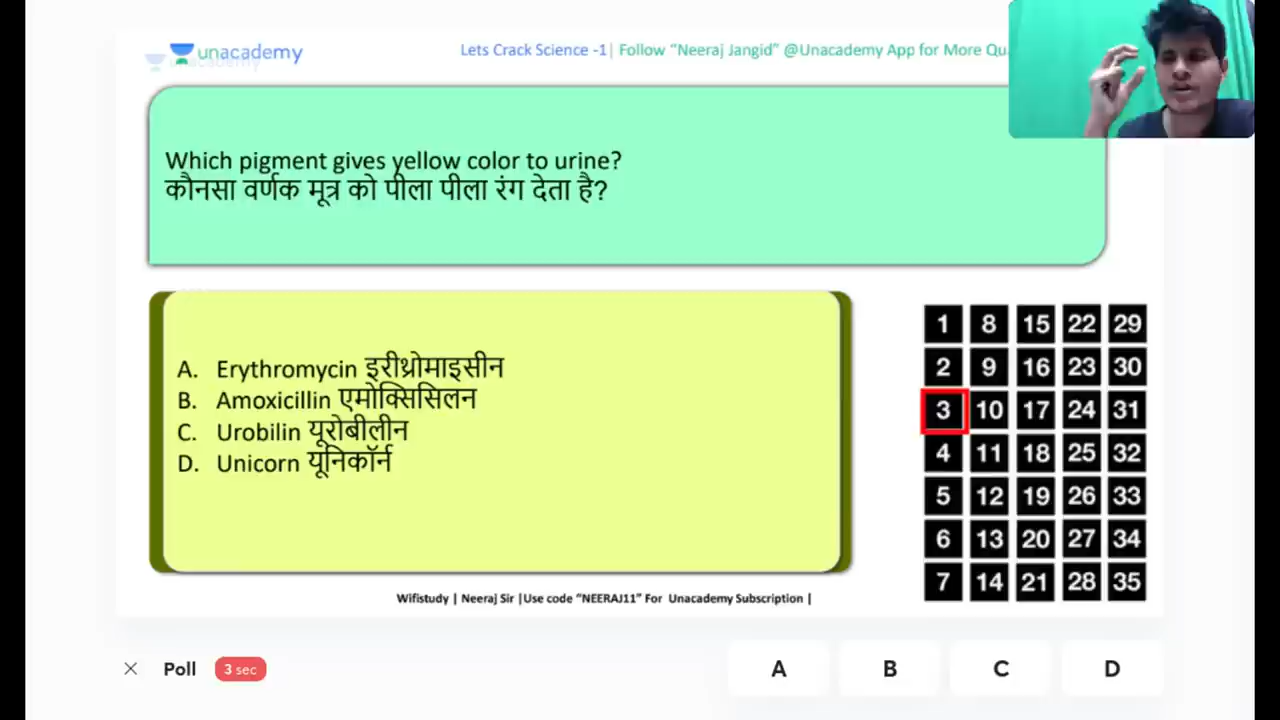 unacademy
Lets Crack Science -1| Follow “Neeraj Jangid” @Unacademy App for More
Which pigment gives yellow color to urine?
कौनसा वर्णक मूत्र को पीला पीला रंग देता है?
A. Erythromycin इरीथ्रोमाइसीन
B. Amoxicillin एमोक्सिसिलन
C. Urobilin यूरोबीलीन
D. Unicorn यूनिकॉर्न
1 8 15 22 29
2 9 16 23 30
3 10 17 24 31
4 11 18 25 32
5 12 19 26 33
6 13 20 27 34
7 14 21 28 35
Wifistudy | Neeraj Sir |Use code “NEERAJ11” For Unacademy Subscription |
Poll 3 sec A B C D